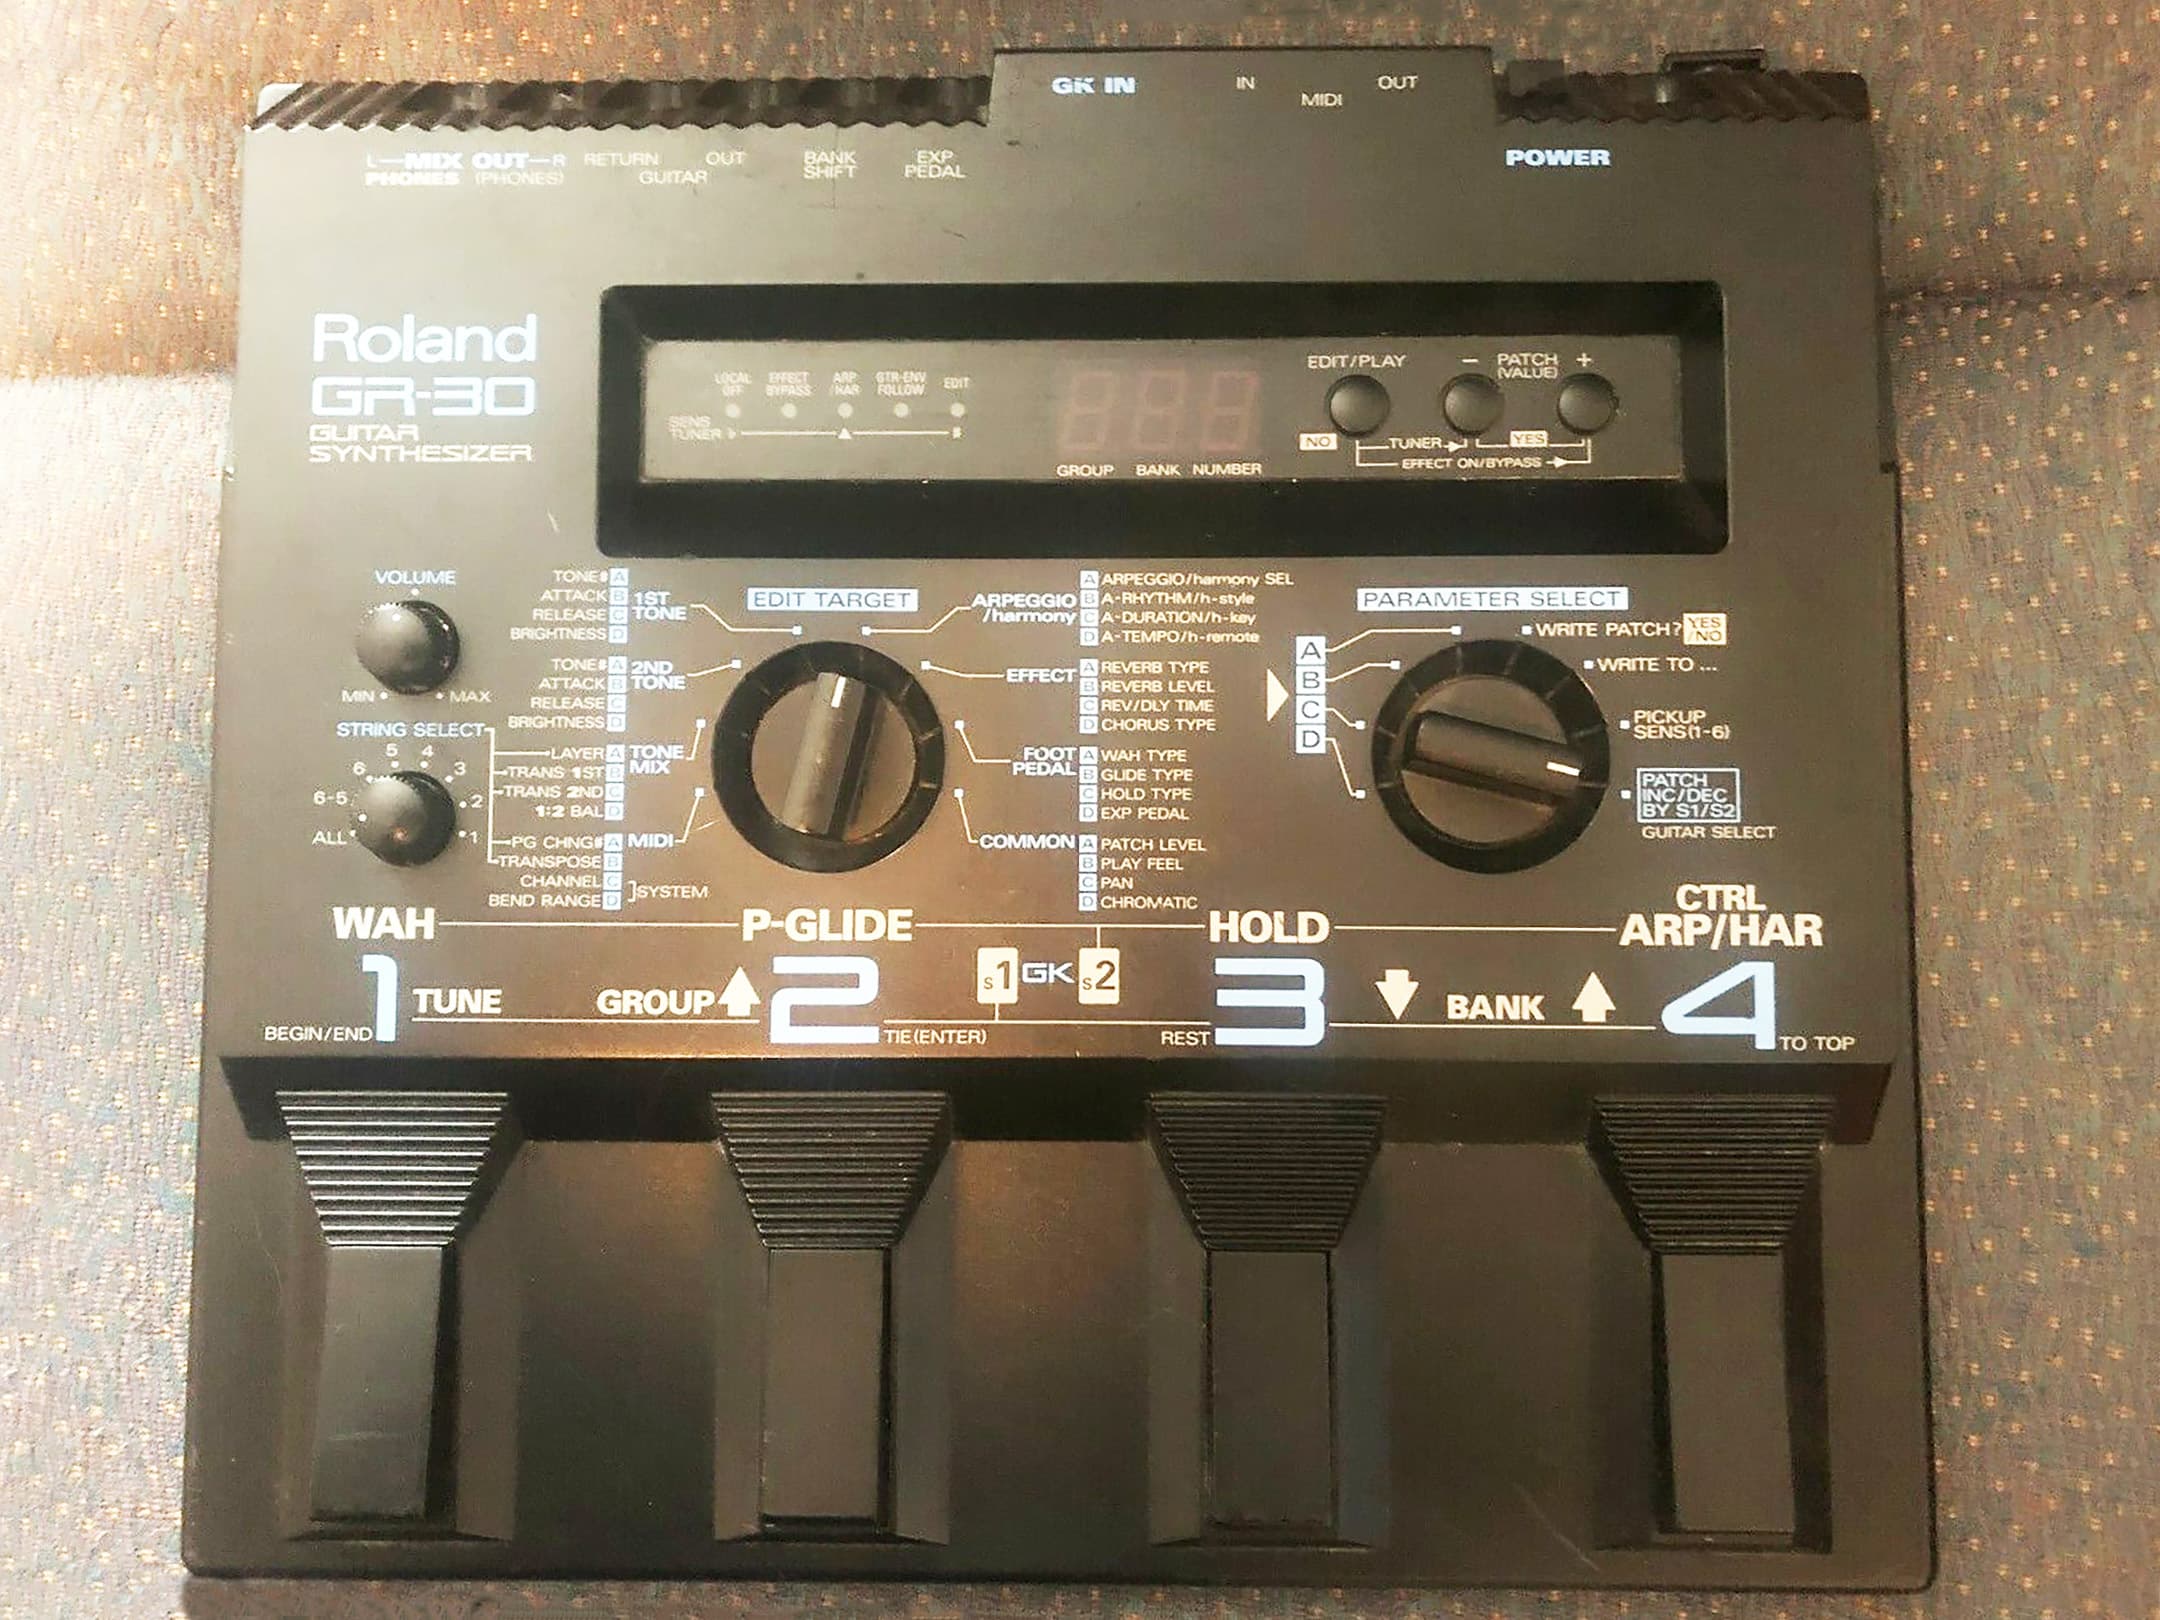 GK IN IN MIDI OUT
L—MIX OUT—R RETURN OUT BANK EXP POWER
PHONES (PHONES) GUITAR SHIFT PEDAL
Roland
GR-30
GUITAR
SYNTHESIZER
LOCAL OFF EFFECT BYPASS ARP /HAR GTR-ENV FOLLOW EDIT
SENS
TUNER ♭ ▲ #
GROUP BANK NUMBER
EDIT/PLAY − PATCH (VALUE) +
NO TUNER YES
EFFECT ON/BYPASS
VOLUME
MIN MAX
STRING SELECT
ALL 6-5 6 5 4 3 2 1
EDIT TARGET
1ST TONE
TONE# A
ATTACK B
RELEASE C
BRIGHTNESS D
2ND TONE
TONE# A
ATTACK B
RELEASE C
BRIGHTNESS D
TONE MIX
LAYER A
TRANS 1ST B
TRANS 2ND C
1:2 BAL D
MIDI
PG CHNG# A
TRANSPOSE B
CHANNEL C
BEND RANGE D
]SYSTEM
ARPEGGIO
/harmony
A ARPEGGIO/harmony SEL
B A-RHYTHM/h-style
C A-DURATION/h-key
D A-TEMPO/h-remote
EFFECT
A REVERB TYPE
B REVERB LEVEL
C REV/DLY TIME
D CHORUS TYPE
FOOT
PEDAL
A WAH TYPE
B GLIDE TYPE
C HOLD TYPE
D EXP PEDAL
COMMON
A PATCH LEVEL
B PLAY FEEL
C PAN
D CHROMATIC
PARAMETER SELECT
A
B
C
D
WRITE PATCH? YES/NO
WRITE TO ...
PICKUP
SENS(1-6)
PATCH
INC/DEC
BY S1/S2
GUITAR SELECT
WAH P-GLIDE HOLD CTRL
ARP/HAR
1 TUNE GROUP 2 S1 GK S2 3 BANK 4
BEGIN/END TIE(ENTER) REST TO TOP